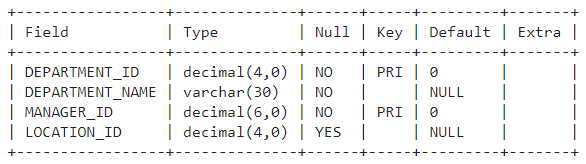 +-----------------+--------------+------+-----+---------+-------+
| Field           | Type         | Null | Key | Default | Extra |
+-----------------+--------------+------+-----+---------+-------+
| DEPARTMENT_ID   | decimal(4,0) | NO   | PRI | 0       |       |
| DEPARTMENT_NAME | varchar(30)  | NO   |     | NULL    |       |
| MANAGER_ID      | decimal(6,0) | NO   | PRI | 0       |       |
| LOCATION_ID     | decimal(4,0) | YES  |     | NULL    |       |
+-----------------+--------------+------+-----+---------+-------+